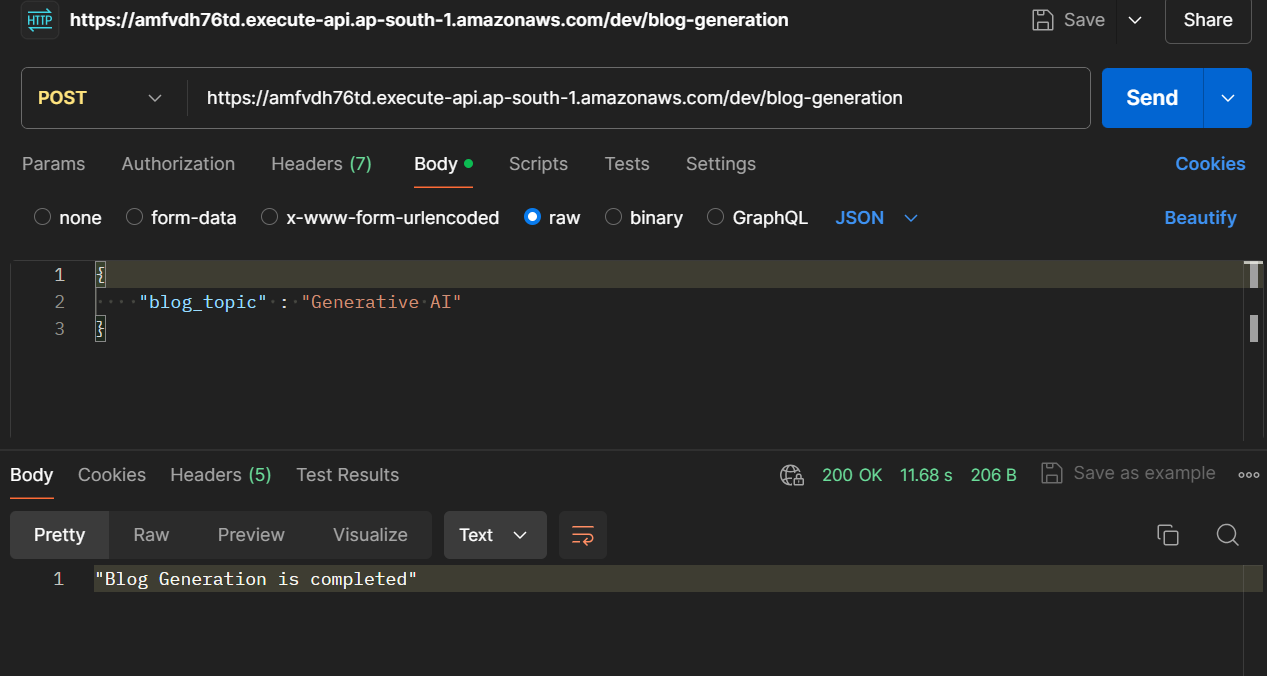 HTTP https://amfvdh76td.execute-api.ap-south-1.amazonaws.com/dev/blog-generation Save Share
POST https://amfvdh76td.execute-api.ap-south-1.amazonaws.com/dev/blog-generation Send
Params Authorization Headers (7) Body Scripts Tests Settings Cookies
none form-data x-www-form-urlencoded raw binary GraphQL JSON Beautify
1 {
2 "blog_topic" : "Generative AI"
3 }
Body Cookies Headers (5) Test Results 200 OK 11.68 s 206 B Save as example
Pretty Raw Preview Visualize Text
1 "Blog Generation is completed"